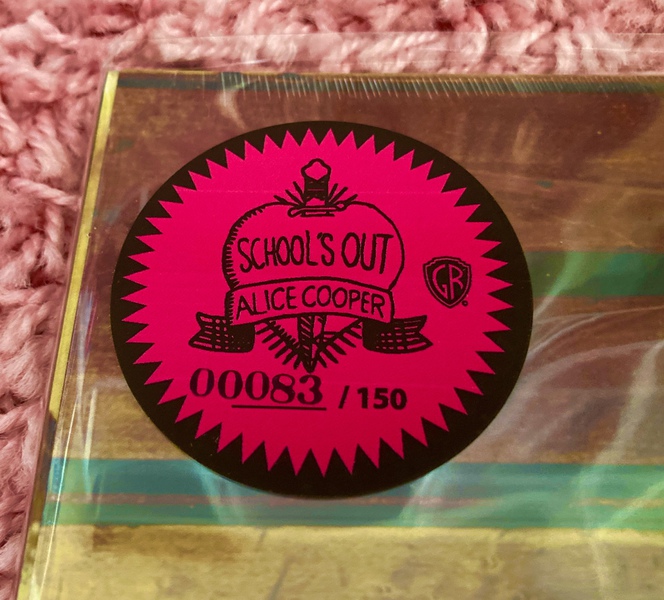 SCHOOL'S OUT
GR
ALICE COOPER
00083 / 150